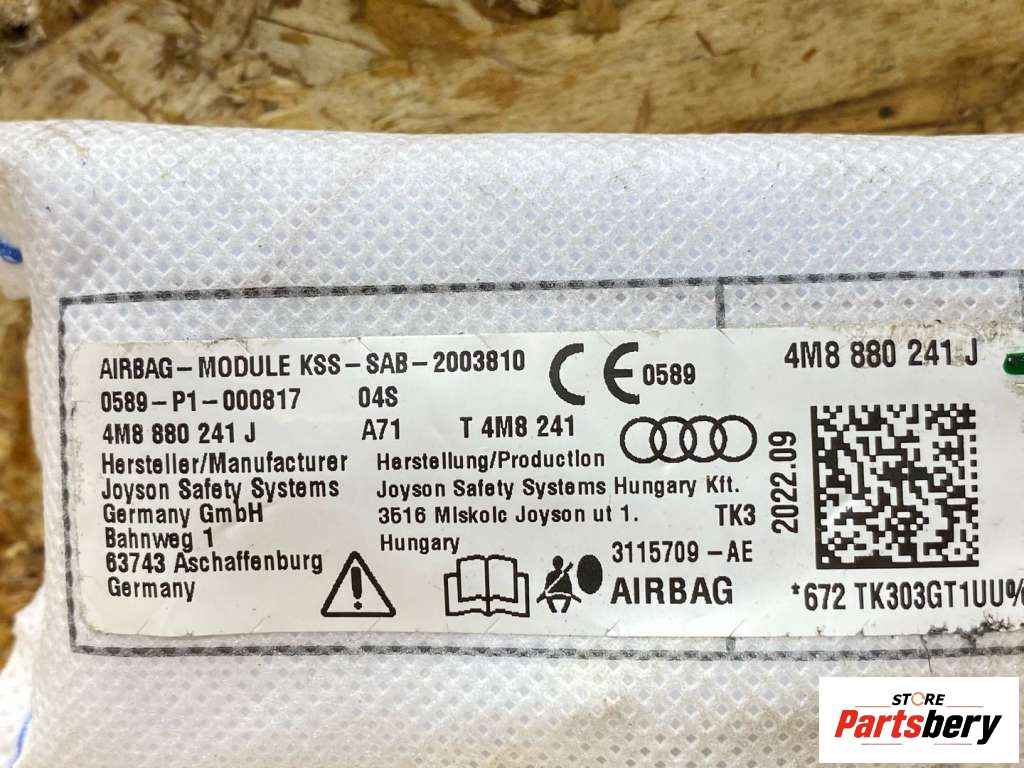 AIRBAG-MODULE KSS-SAB-2003810
0589-P1-000817 04S
4M8 880 241 J A71 T 4M8 241
Hersteller/Manufacturer
Joyson Safety Systems
Germany GmbH
Bahnweg 1
63743 Aschaffenburg
Germany
Herstellung/Production
Joyson Safety Systems Hungary Kft.
3516 Miskolc Joyson ut 1. TK3
Hungary
3115709-AE
AIRBAG
CE 0589
2022.09
4M8 880 241 J
*672 TK303GT1UU%
STORE
Partsbery